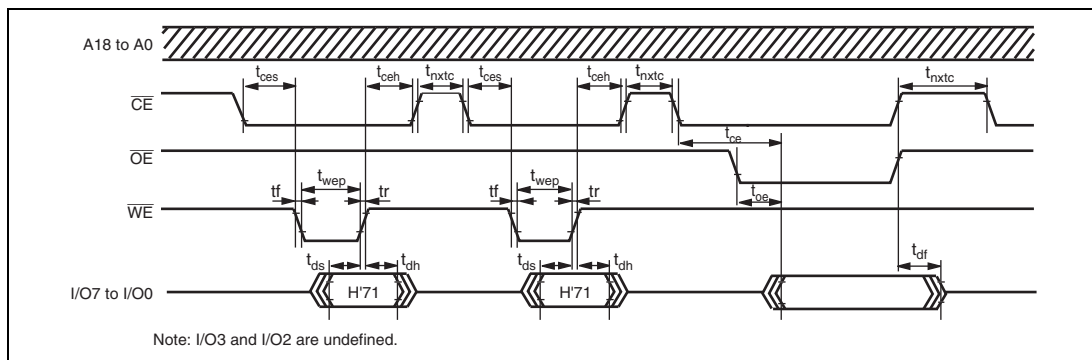 A18 to A0
tces tceh tnxtc tces tceh tnxtc tnxtc
CE
tce
OE
twep twep
tf tr tf tr toe
WE
tds tdh tds tdh tdf
I/O7 to I/O0 H'71 H'71
Note: I/O3 and I/O2 are undefined.